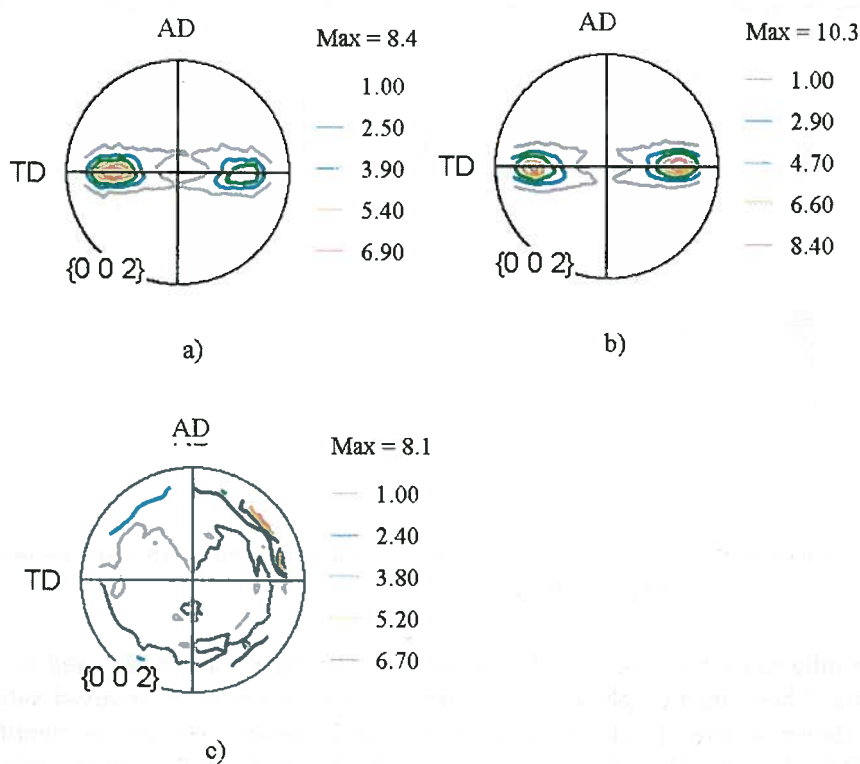 AD
Max = 8.4
1.00
2.50
3.90
5.40
6.90
TD
{0 0 2}
a)
AD
Max = 10.3
1.00
2.90
4.70
6.60
8.40
TD
{0 0 2}
b)
AD
Max = 8.1
1.00
2.40
3.80
5.20
6.70
TD
{0 0 2}
c)